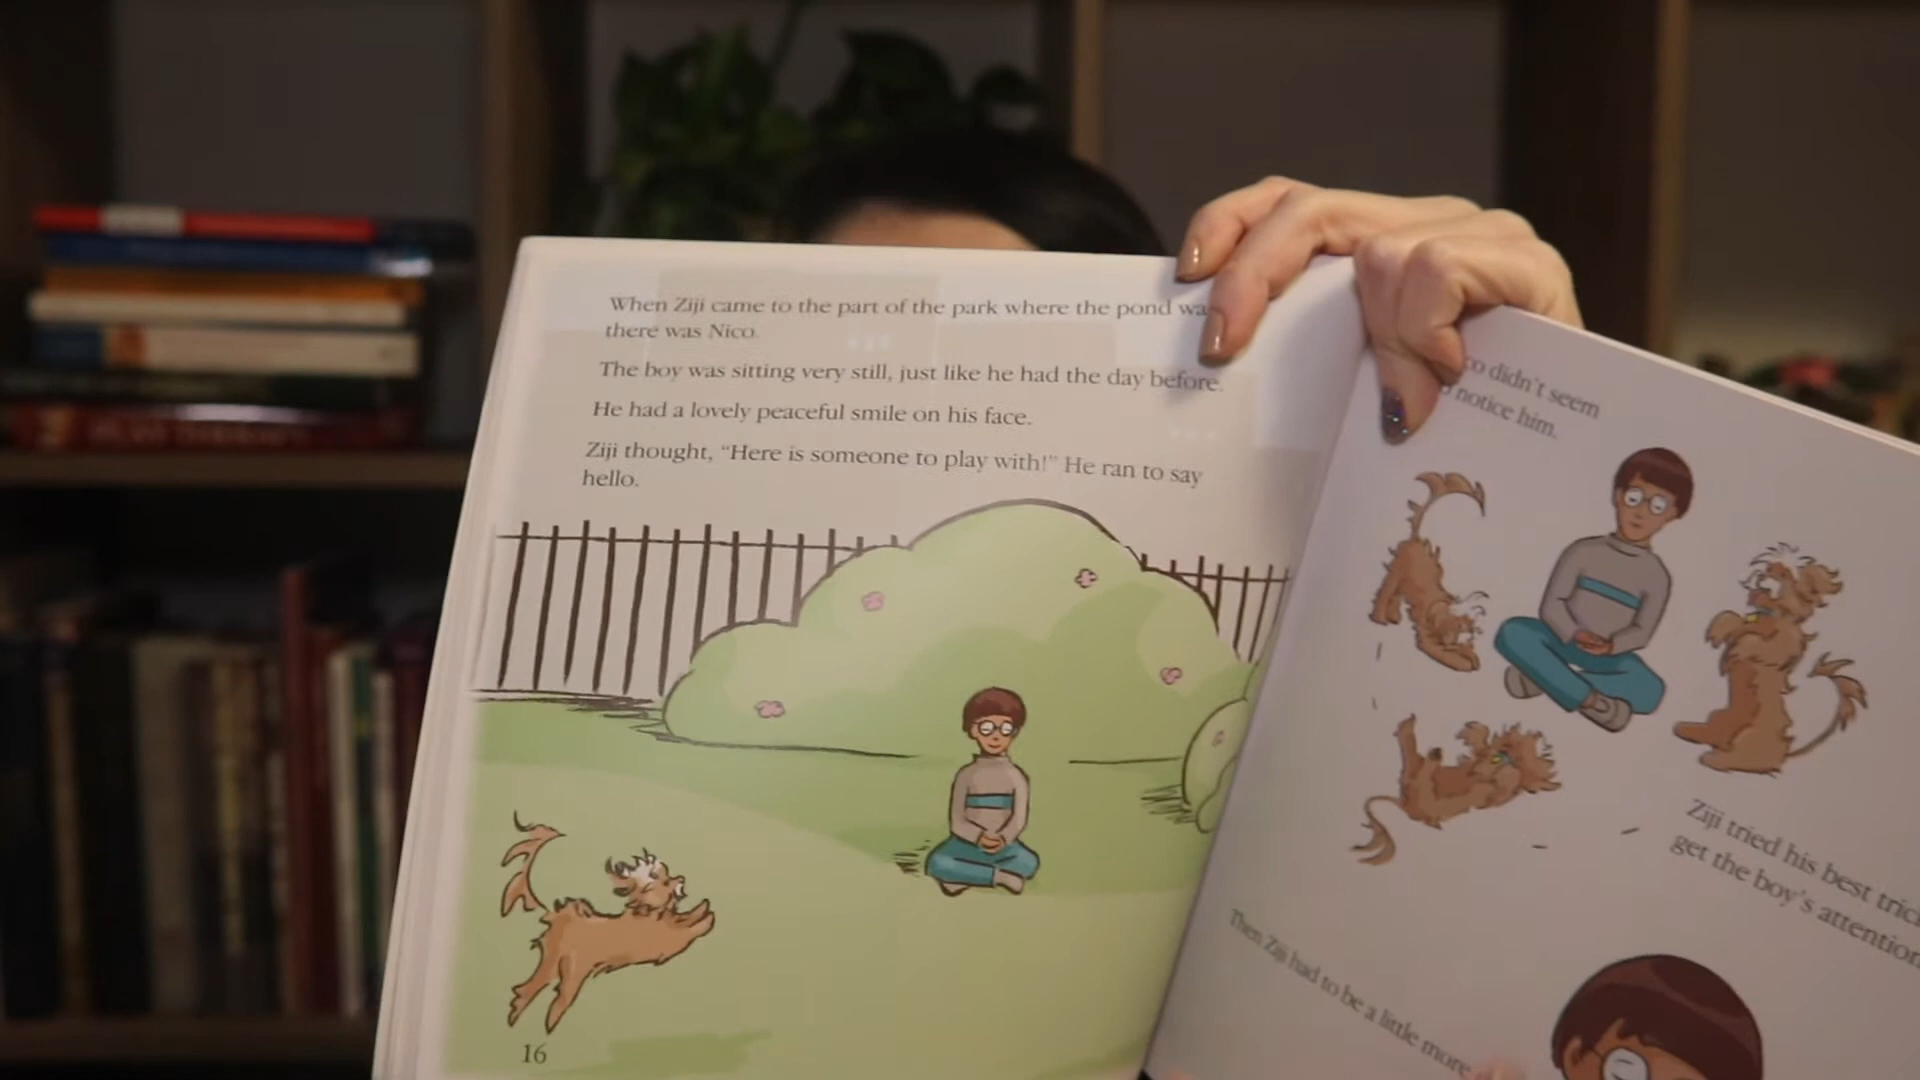 When Ziji came to the part of the park where the pond
there was Nico.
The boy was sitting very still, just like he had the day before.
He had a lovely peaceful smile on his face.
Ziji thought, “Here is someone to play with!” He ran to say
hello.
16
didn't seem
notice him.
Ziji tried his best
get the boy's attention
Then Ziji had to be a little more